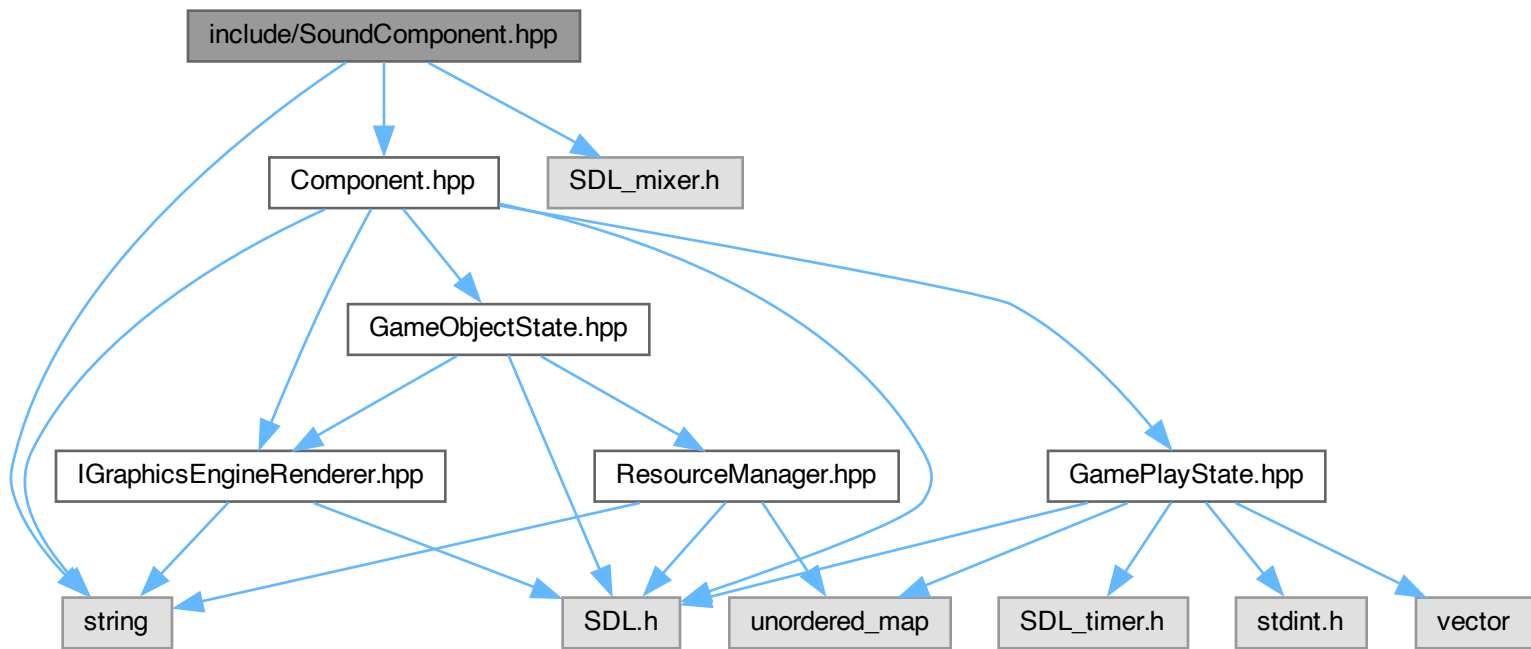 include/SoundComponent.hpp
Component.hpp
SDL_mixer.h
GameObjectState.hpp
IGraphicsEngineRenderer.hpp
ResourceManager.hpp
GamePlayState.hpp
string
SDL.h
unordered_map
SDL_timer.h
stdint.h
vector